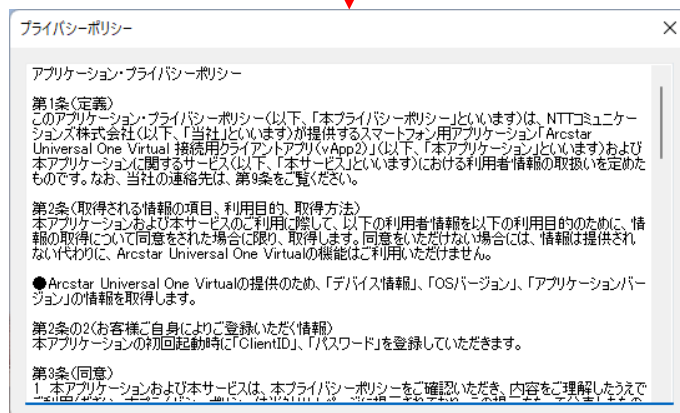 プライバシーポリシー
アプリケーション・プライバシーポリシー
第1条(定義)
このアプリケーション・プライバシーポリシー(以下、「本プライバシーポリシー」といいます)は、NTTコミュニケー
ションズ株式会社(以下、「当社」といいます)が提供するスマートフォン用アプリケーション「Arcstar
Universal One Virtual 接続用クライアントアプリ(vApp2)」(以下、「本アプリケーション」といいます)および
本アプリケーションに関するサービス(以下、「本サービス」といいます)における利用者情報の取扱いを定めた
ものです。なお、当社の連絡先は、第9条をご覧ください。
第2条(取得される情報の項目、利用目的、取得方法)
本アプリケーションおよび本サービスのご利用に際して、以下の利用者情報を以下の利用目的のために、情
報の取得について同意をされた場合に限り、取得します。同意をいただけない場合には、情報は提供され
ない代わりに、Arcstar Universal One Virtualの機能はご利用いただけません。
●Arcstar Universal One Virtualの提供のため、「デバイス情報」、「OSバージョン」、「アプリケーションバー
ジョン」の情報を取得します。
第2条の2(お客様ご自身によりご登録いただく情報)
本アプリケーションの初回起動時に「ClientID」、「パスワード」を登録していただきます。
第3条(同意)
1 本アプリケーションおよび本サービスは、本プライバシーポリシーをご確認いただき、内容をご理解したうえで